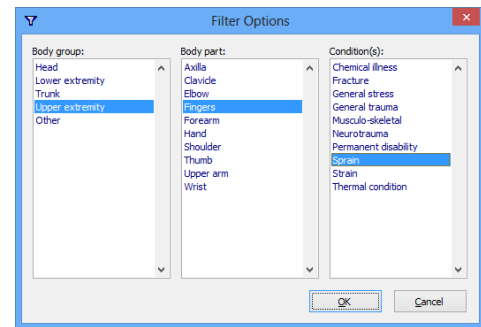 Filter Options
Body group:
Head
Lower extremity
Trunk
Upper extremity
Other
Body part:
Axilla
Clavicle
Elbow
Fingers
Forearm
Hand
Shoulder
Thumb
Upper arm
Wrist
Condition(s):
Chemical illness
Fracture
General stress
General trauma
Musculo-skeletal
Neurotrauma
Permanent disability
Sprain
Strain
Thermal condition
OK
Cancel